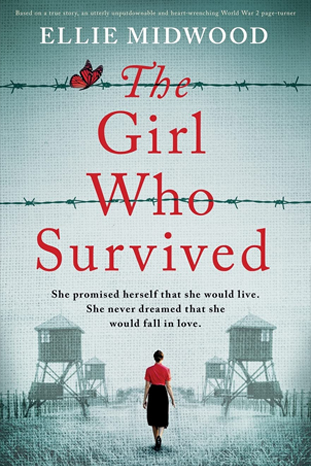 Based on a true story, an utterly unputdownable and heart-wrenching World War 2 page-turner
ELLIE MIDWOOD
The
Girl
Who
Survived
She promised herself that she would live.
She never dreamed that she
would fall in love.